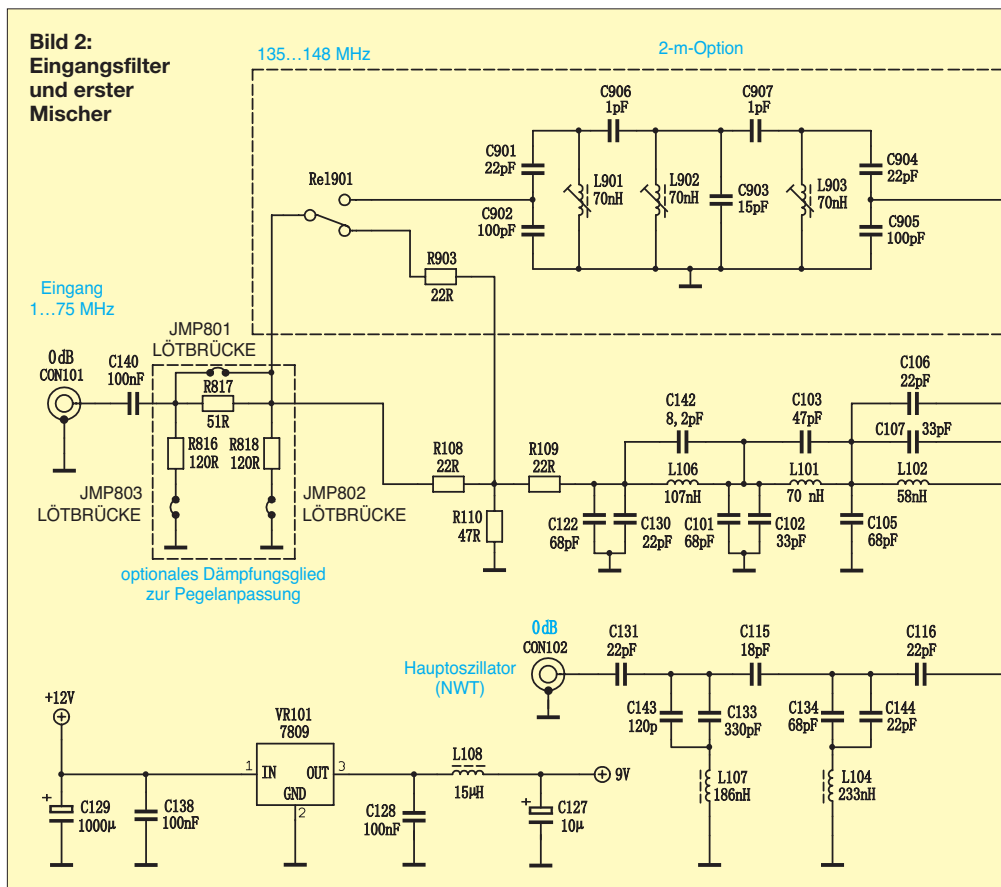 Bild 2:
Eingangsfilter
und erster
Mischer
135...148 MHz
2-m-Option
C906
1pF
C907
1pF
C901
22pF
C902
100pF
L901
70nH
L902
70nH
C903
15pF
L903
70nH
C904
22pF
C905
100pF
Rel901
R903
22R
Eingang
1...75 MHz
0dB
CON101
C140
100nF
JMP801
LÖTBRÜCKE
R817
51R
R816
120R
R818
120R
JMP803
LÖTBRÜCKE
JMP802
LÖTBRÜCKE
optionales Dämpfungsglied
zur Pegelanpassung
R108
22R
R109
22R
R110
47R
C142
8,2pF
C103
47pF
C106
22pF
C107
33pF
L106
107nH
L101
70 nH
L102
58nH
C122
68pF
C130
22pF
C101
68pF
C102
33pF
C105
68pF
Hauptoszillator
(NWT)
0dB
CON102
C131
22pF
C115
18pF
C116
22pF
C143
120p
C133
330pF
C134
68pF
C144
22pF
L107
186nH
L104
233nH
+12V
VR101
7809
1
IN
OUT
3
GND
2
L108
15µH
9V
+
C129
1000µ
C138
100nF
C128
100nF
+
C127
10µ